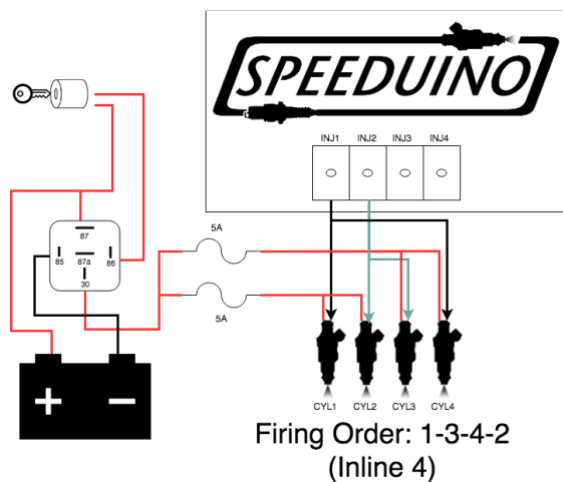 SPEEDUINO
INJ1 INJ2 INJ3 INJ4
87
85 87a 86
30
5A
5A
+ −
CYL1 CYL2 CYL3 CYL4
Firing Order: 1-3-4-2
(Inline 4)